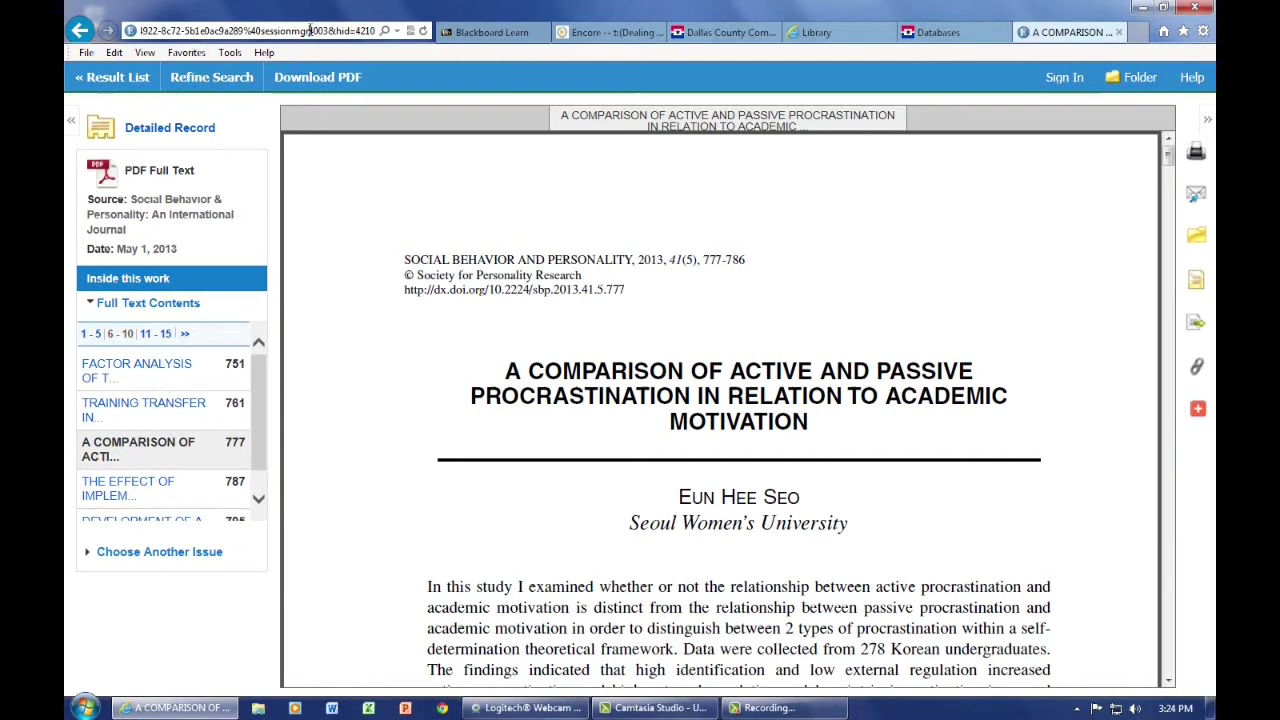 l922-8c72-5b1e0ac9a289%40sessionmgr4003&hid=4210
Blackboard Learn
Encore -- t:(Dealing ...
Dallas County Com...
Library
Databases
A COMPARISON ...
File Edit View Favorites Tools Help
« Result List Refine Search Download PDF
Sign In Folder Help
Detailed Record
PDF Full Text
Source: Social Behavior &
Personality: An International
Journal
Date: May 1, 2013
Inside this work
Full Text Contents
1 - 5 | 6 - 10 | 11 - 15 | >>
FACTOR ANALYSIS 751
OF T...
TRAINING TRANSFER 761
IN...
A COMPARISON OF 777
ACTI...
THE EFFECT OF 787
IMPLEM...
DEVELOPMENT OF A 795
Choose Another Issue
A COMPARISON OF ACTIVE AND PASSIVE PROCRASTINATION
IN RELATION TO ACADEMIC ...
SOCIAL BEHAVIOR AND PERSONALITY, 2013, 41(5), 777-786
© Society for Personality Research
http://dx.doi.org/10.2224/sbp.2013.41.5.777
A COMPARISON OF ACTIVE AND PASSIVE
PROCRASTINATION IN RELATION TO ACADEMIC
MOTIVATION
EUN HEE SEO
Seoul Women's University
In this study I examined whether or not the relationship between active procrastination and
academic motivation is distinct from the relationship between passive procrastination and
academic motivation in order to distinguish between 2 types of procrastination within a self-
determination theoretical framework. Data were collected from 278 Korean undergraduates.
The findings indicated that high identification and low external regulation increased
A COMPARISON OF ...
Logitech® Webcam ...
Camtasia Studio - U...
Recording...
3:24 PM